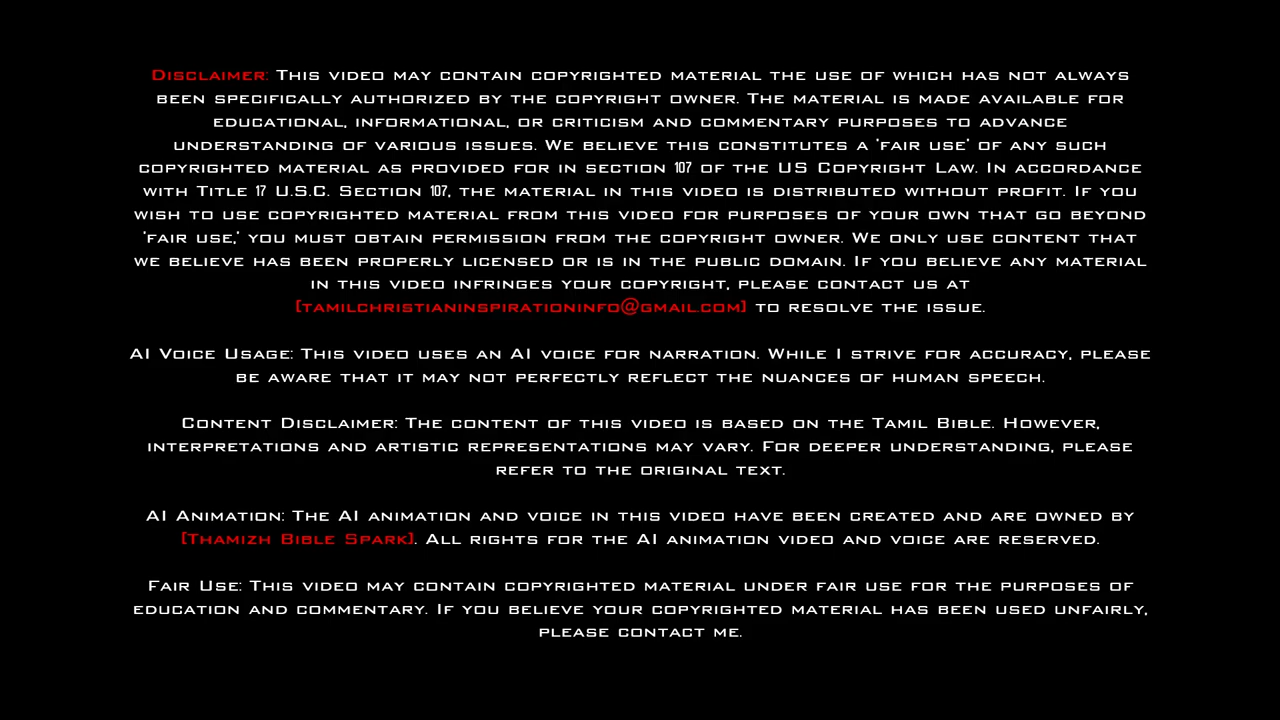 Disclaimer: This video may contain copyrighted material the use of which has not always
been specifically authorized by the copyright owner. The material is made available for
educational, informational, or criticism and commentary purposes to advance
understanding of various issues. We believe this constitutes a 'fair use' of any such
copyrighted material as provided for in section 107 of the US Copyright Law. In accordance
with Title 17 U.S.C. Section 107, the material in this video is distributed without profit. If you
wish to use copyrighted material from this video for purposes of your own that go beyond
'fair use,' you must obtain permission from the copyright owner. We only use content that
we believe has been properly licensed or is in the public domain. If you believe any material
in this video infringes your copyright, please contact us at
[tamilchristianinspirationinfo@gmail.com] to resolve the issue.
AI Voice Usage: This video uses an AI voice for narration. While I strive for accuracy, please
be aware that it may not perfectly reflect the nuances of human speech.
Content Disclaimer: The content of this video is based on the Tamil Bible. However,
interpretations and artistic representations may vary. For deeper understanding, please
refer to the original text.
AI Animation: The AI animation and voice in this video have been created and are owned by
[Thamizh Bible Spark]. All rights for the AI animation video and voice are reserved.
Fair Use: This video may contain copyrighted material under fair use for the purposes of
education and commentary. If you believe your copyrighted material has been used unfairly,
please contact me.